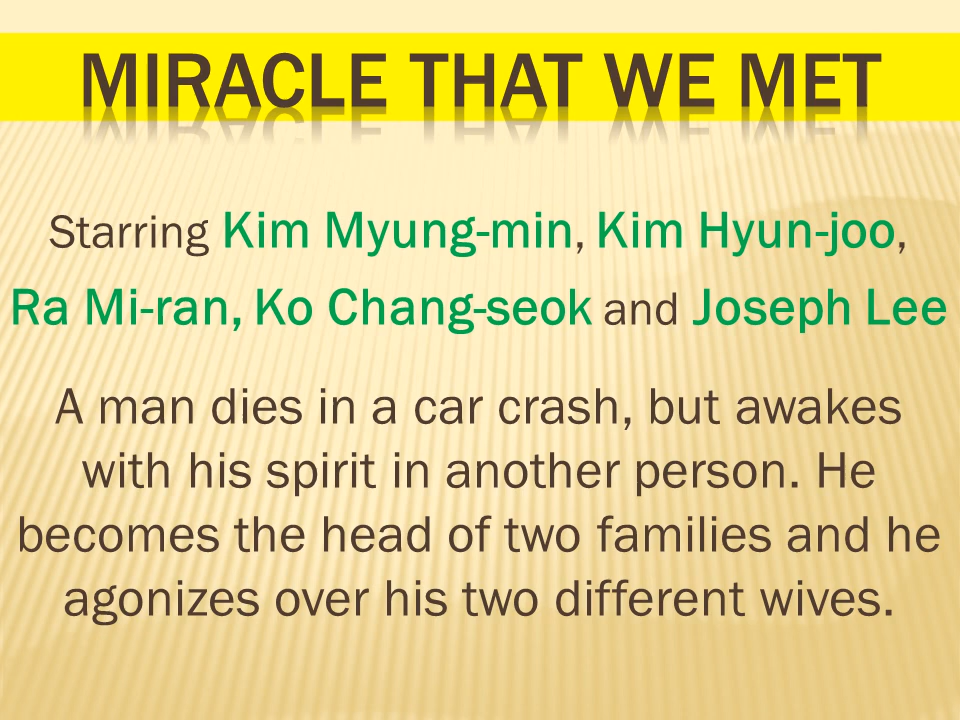 MIRACLE THAT WE MET
Starring Kim Myung-min, Kim Hyun-joo,
Ra Mi-ran, Ko Chang-seok and Joseph Lee
A man dies in a car crash, but awakes
with his spirit in another person. He
becomes the head of two families and he
agonizes over his two different wives.